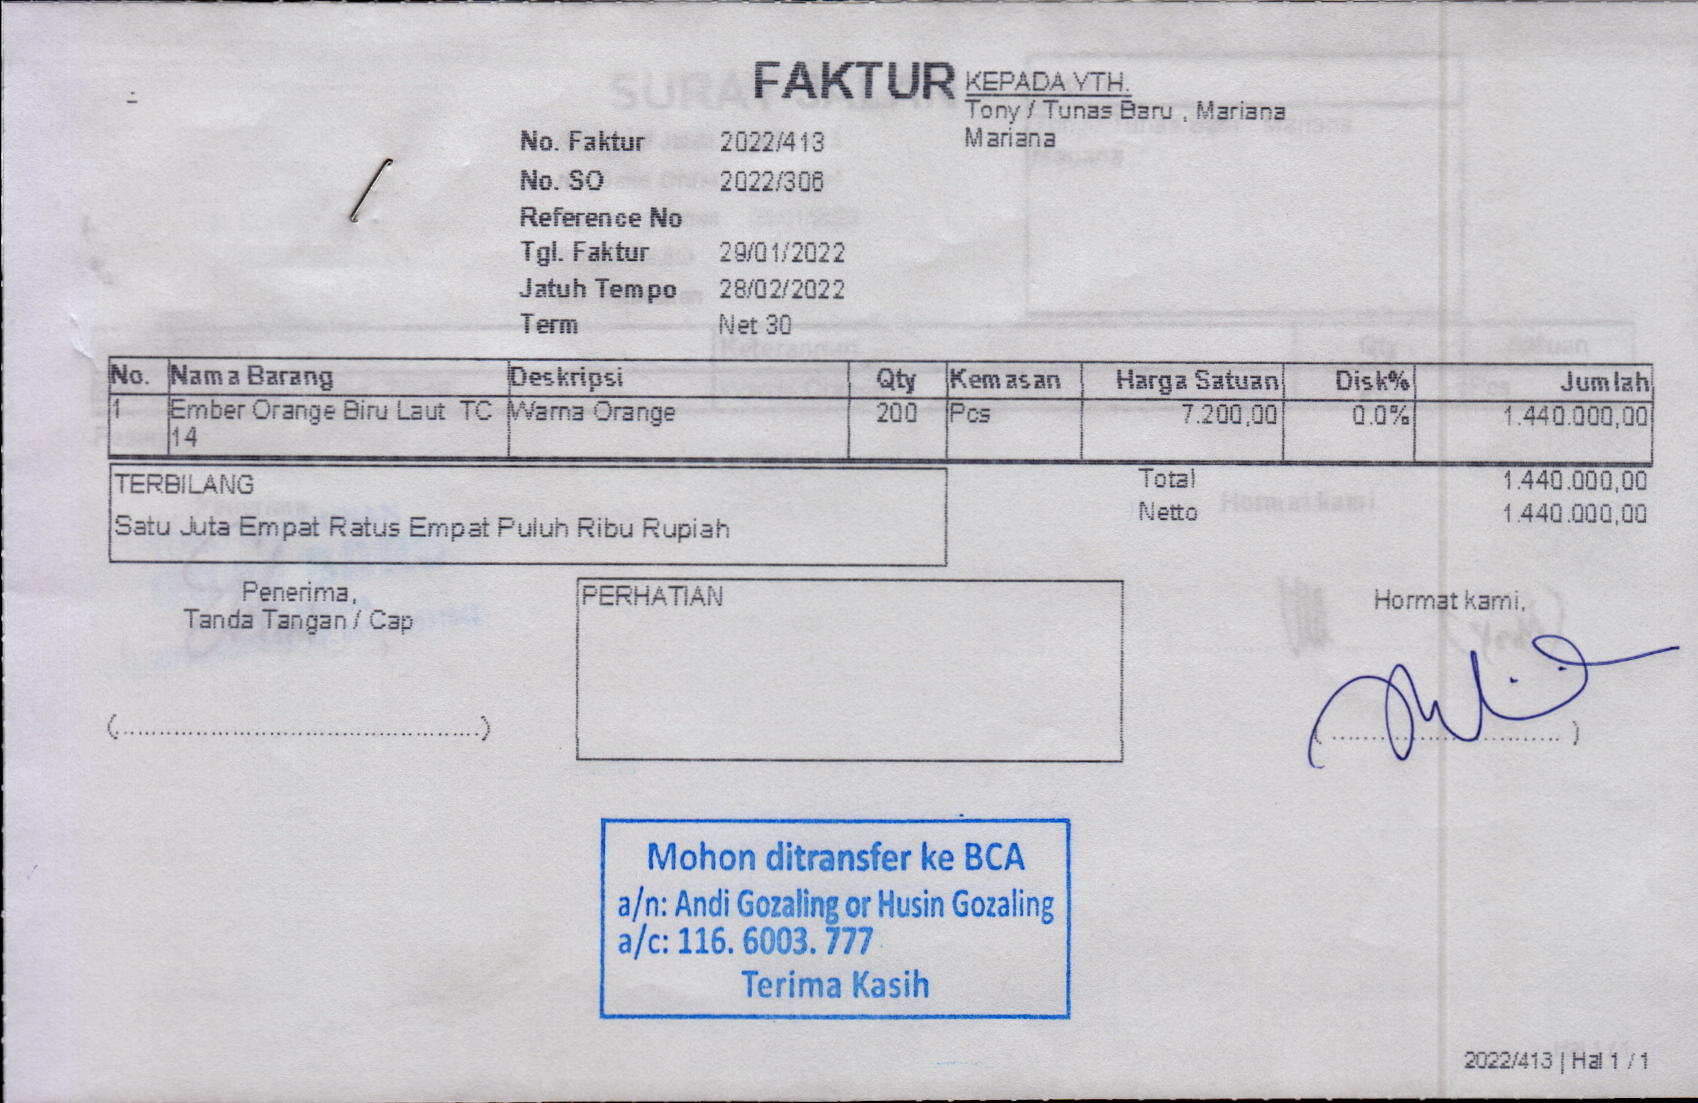 FAKTUR
KEPADA YTH.
Tony / Tunas Baru , Mariana
Mariana
No. Faktur 2022/413
No. SO 2022/306
Reference No
Tgl. Faktur 29/01/2022
Jatuh Tempo 28/02/2022
Term Net 30
No. Nama Barang Deskripsi Qty Kemasan Harga Satuan Disk% Jumlah
1 Ember Orange Biru Laut TC Warna Orange 200 Pcs 7.200,00 0.0% 1.440.000,00
14
TERBILANG
Satu Juta Empat Ratus Empat Puluh Ribu Rupiah
Total 1.440.000,00
Netto 1.440.000,00
Penerima,
Tanda Tangan / Cap
PERHATIAN
Hormat kami,
(................................................)
( ............................... )
Mohon ditransfer ke BCA
a/n: Andi Gozaling or Husin Gozaling
a/c: 116. 6003. 777
Terima Kasih
2022/413 | Hal 1 / 1